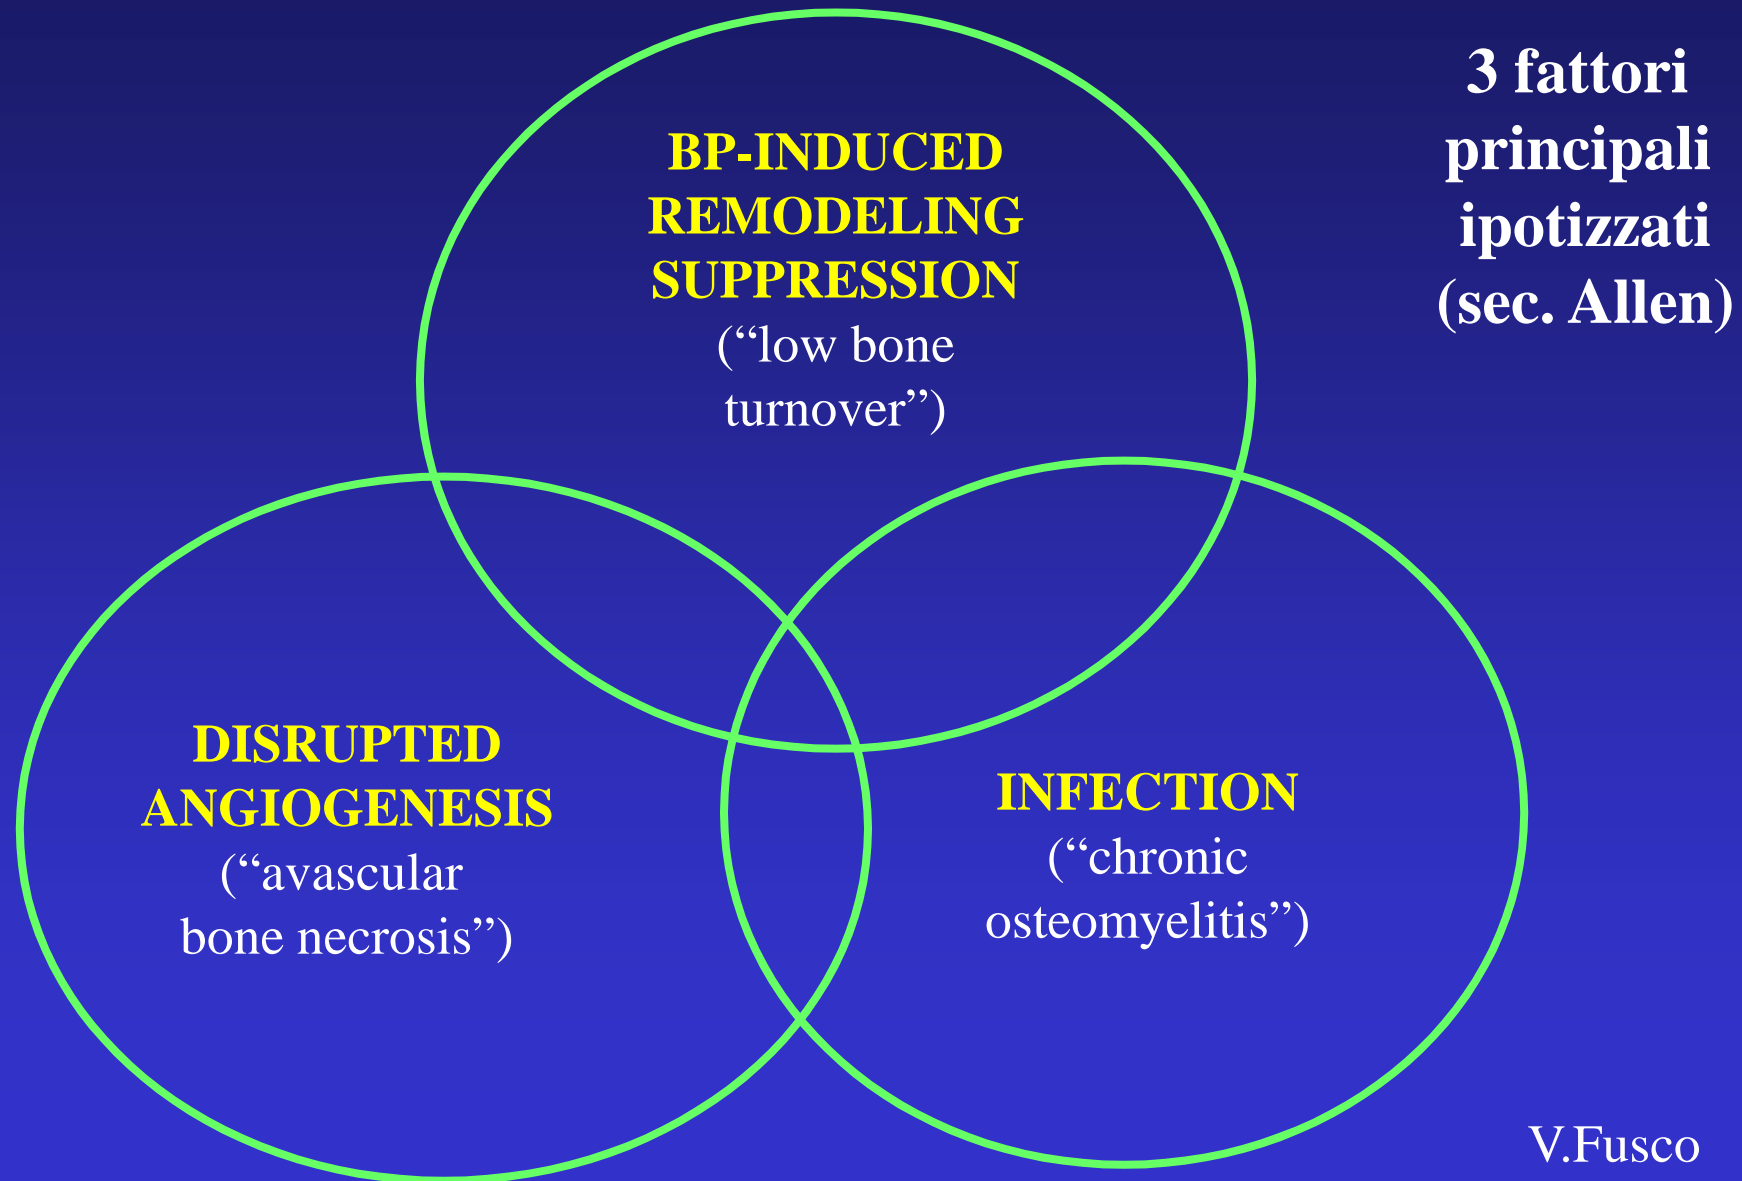 3 fattori
principali
ipotizzati
(sec. Allen)
BP-INDUCED
REMODELING
SUPPRESSION
(“low bone
turnover”)
DISRUPTED
ANGIOGENESIS
(“avascular
bone necrosis”)
INFECTION
(“chronic
osteomyelitis”)
V.Fusco